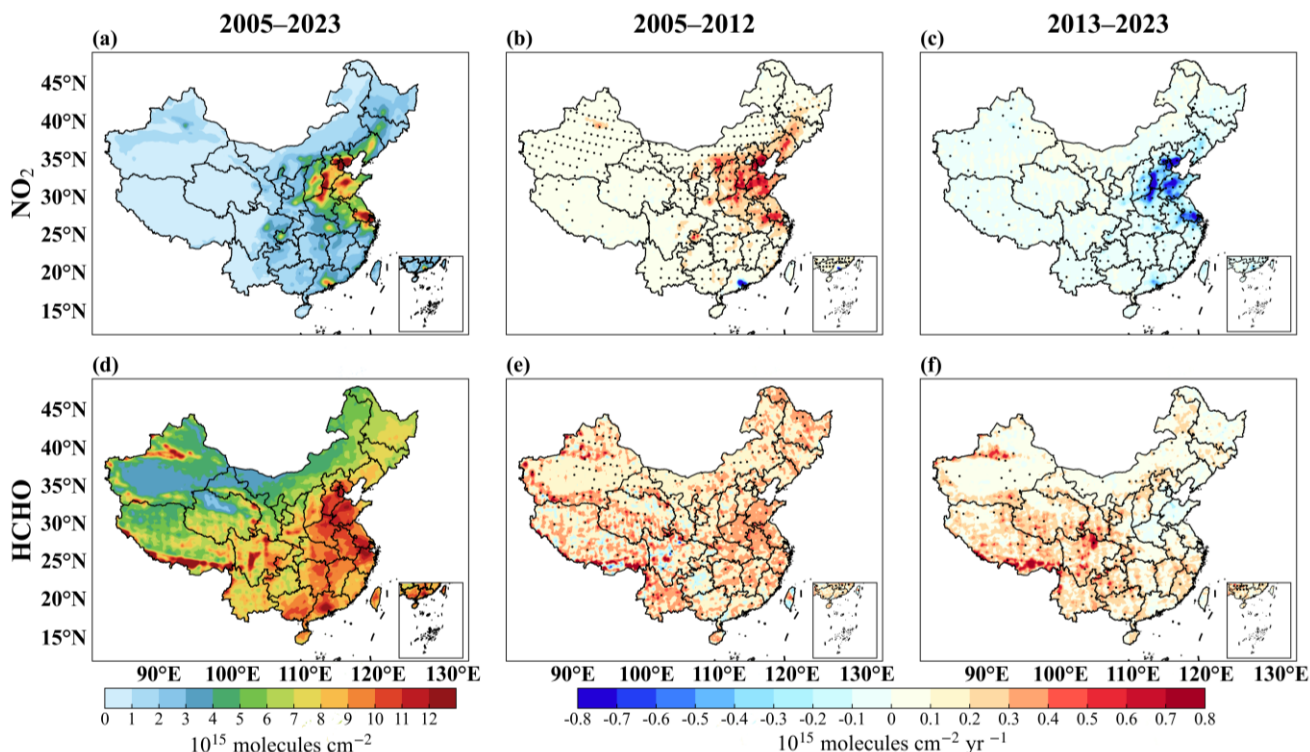 2005–2023 2005–2012 2013–2023
(a) (b) (c)
NO₂
45°N
40°N
35°N
30°N
25°N
20°N
15°N
(d) (e) (f)
HCHO
45°N
40°N
35°N
30°N
25°N
20°N
15°N
90°E 100°E 110°E 120°E 130°E 90°E 100°E 110°E 120°E 130°E 90°E 100°E 110°E 120°E 130°E
0 1 2 3 4 5 6 7 8 9 10 11 12 -0.8 -0.7 -0.6 -0.5 -0.4 -0.3 -0.2 -0.1 0 0.1 0.2 0.3 0.4 0.5 0.6 0.7 0.8
10¹⁵ molecules cm⁻² 10¹⁵ molecules cm⁻² yr ⁻¹